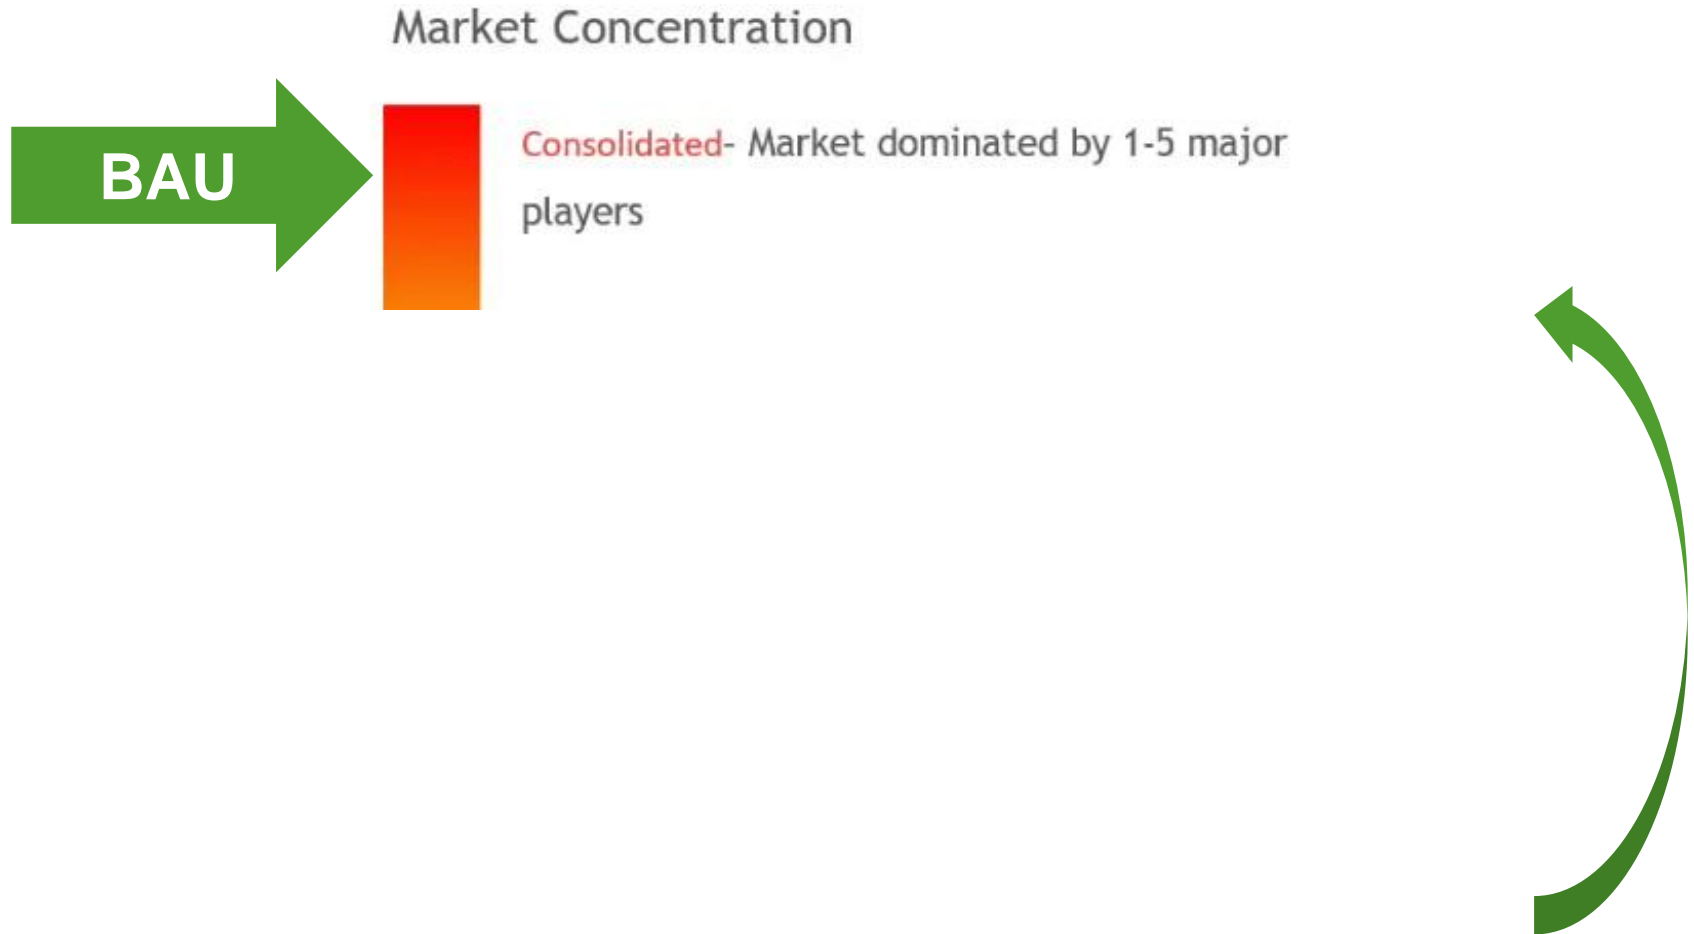 Market Concentration
BAU
Consolidated- Market dominated by 1-5 major
players